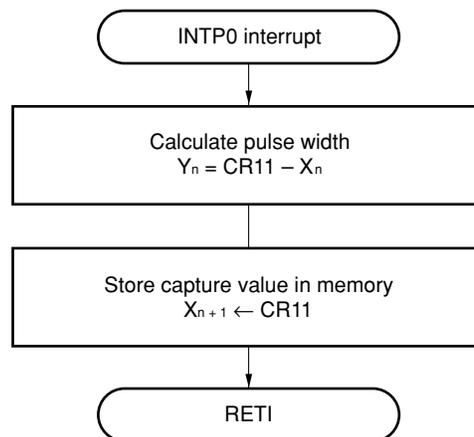 INTP0 interrupt
Calculate pulse width
Yn = CR11 – Xn
Store capture value in memory
Xn + 1 ← CR11
RETI